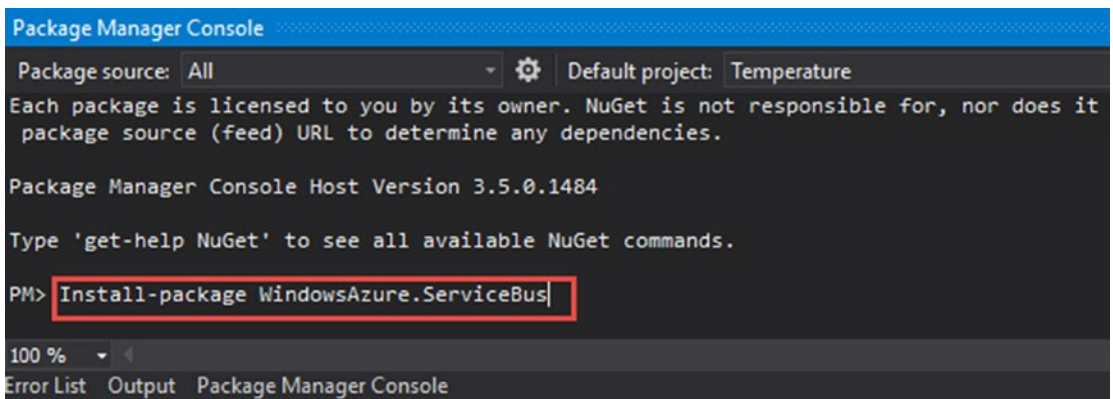 Package Manager Console
Package source: All Default project: Temperature
Each package is licensed to you by its owner. NuGet is not responsible for, nor does it
package source (feed) URL to determine any dependencies.
Package Manager Console Host Version 3.5.0.1484
Type 'get-help NuGet' to see all available NuGet commands.
PM> Install-package WindowsAzure.ServiceBus
100 %
Error List Output Package Manager Console